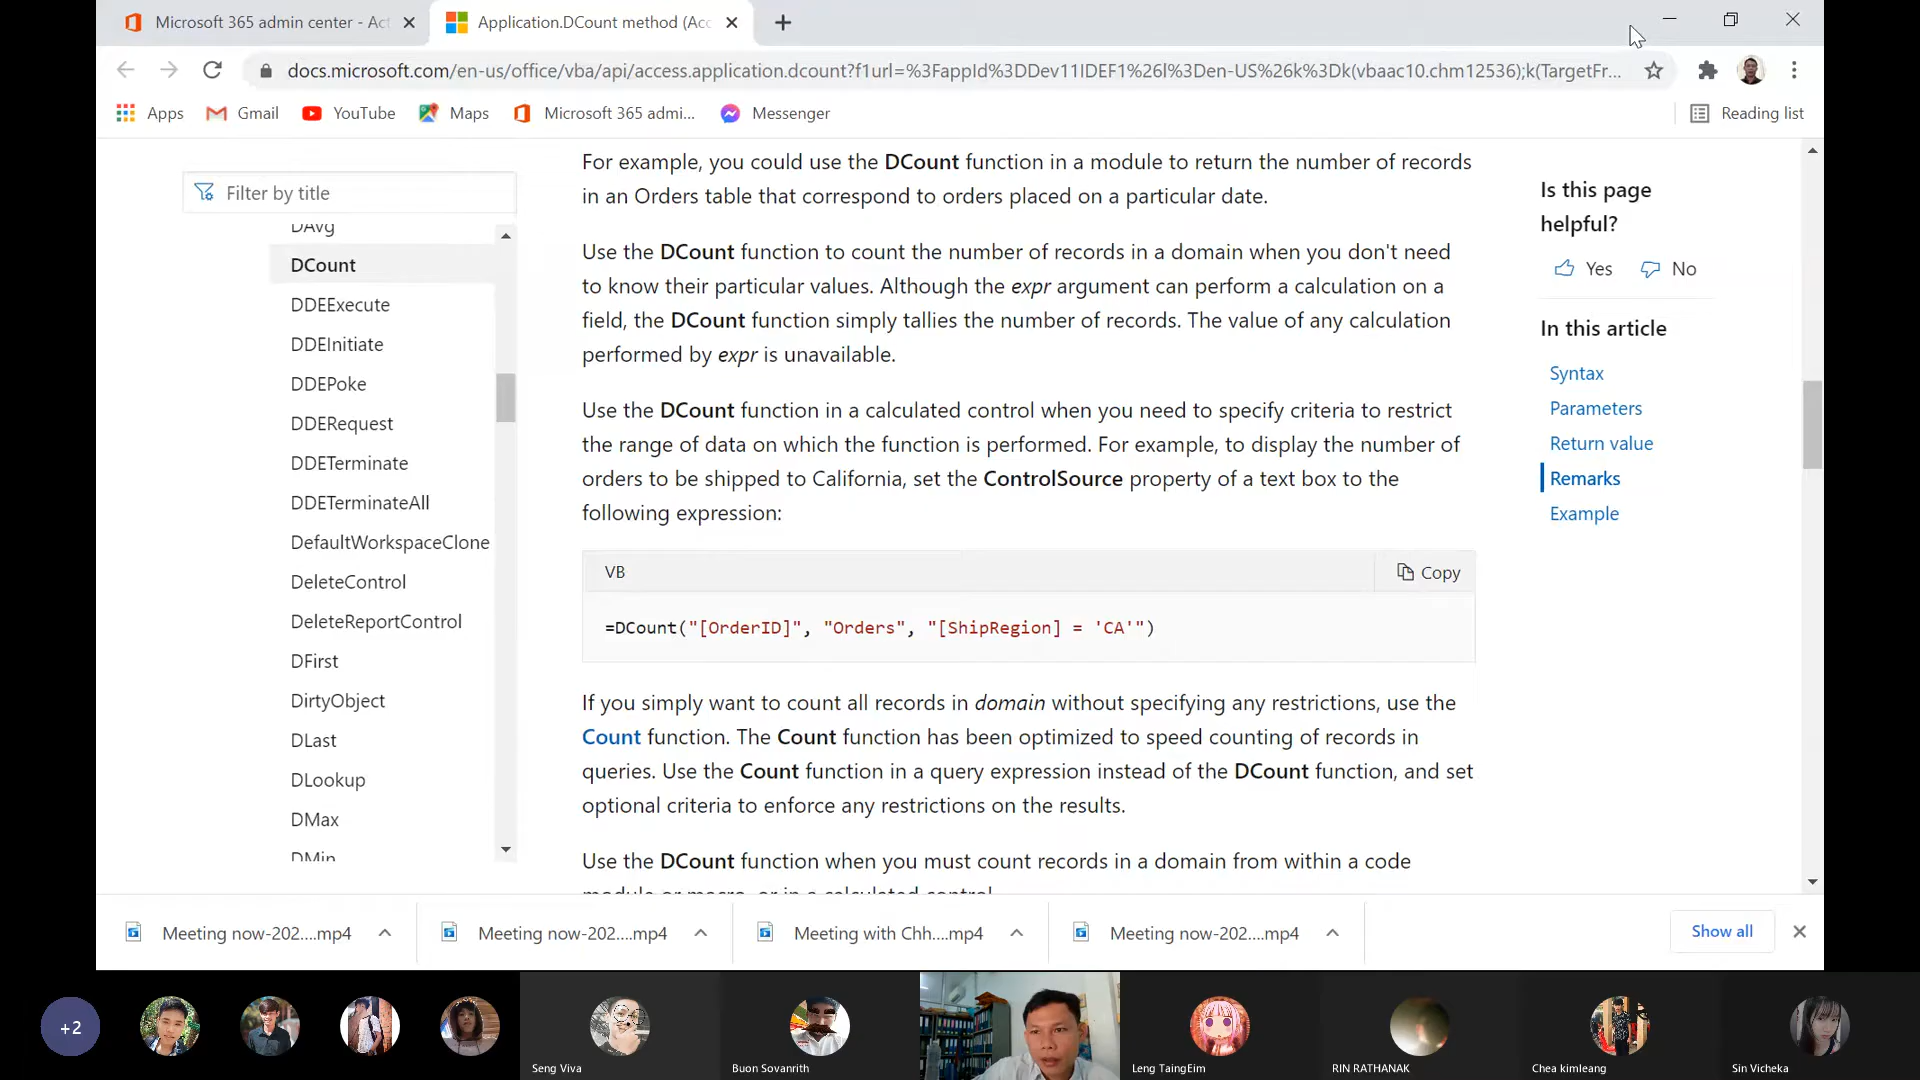 Microsoft 365 admin center - Act
Application.DCount method (Acc
docs.microsoft.com/en-us/office/vba/api/access.application.dcount?f1url=%3FappId%3DDev11IDEF1%26l%3Den-US%26k%3Dk(vbaac10.chm12536);k(TargetFr...
Apps
Gmail
YouTube
Maps
Microsoft 365 admi...
Messenger
Reading list
Filter by title
DAvg
DCount
DDEExecute
DDEInitiate
DDEPoke
DDERequest
DDETerminate
DDETerminateAll
DefaultWorkspaceClone
DeleteControl
DeleteReportControl
DFirst
DirtyObject
DLast
DLookup
DMax
DMin
For example, you could use the DCount function in a module to return the number of records
in an Orders table that correspond to orders placed on a particular date.
Use the DCount function to count the number of records in a domain when you don't need
to know their particular values. Although the expr argument can perform a calculation on a
field, the DCount function simply tallies the number of records. The value of any calculation
performed by expr is unavailable.
Use the DCount function in a calculated control when you need to specify criteria to restrict
the range of data on which the function is performed. For example, to display the number of
orders to be shipped to California, set the ControlSource property of a text box to the
following expression:
VB
Copy
=DCount("[OrderID]", "Orders", "[ShipRegion] = 'CA'")
If you simply want to count all records in domain without specifying any restrictions, use the
Count function. The Count function has been optimized to speed counting of records in
queries. Use the Count function in a query expression instead of the DCount function, and set
optional criteria to enforce any restrictions on the results.
Use the DCount function when you must count records in a domain from within a code
module or macro, or in a calculated control.
Is this page
helpful?
Yes
No
In this article
Syntax
Parameters
Return value
Remarks
Example
Meeting now-202....mp4
Meeting now-202....mp4
Meeting with Chh....mp4
Meeting now-202....mp4
Show all
+2
Seng Viva
Buon Sovanrith
Leng TaingEim
RIN RATHANAK
Chea kimleang
Sin Vicheka